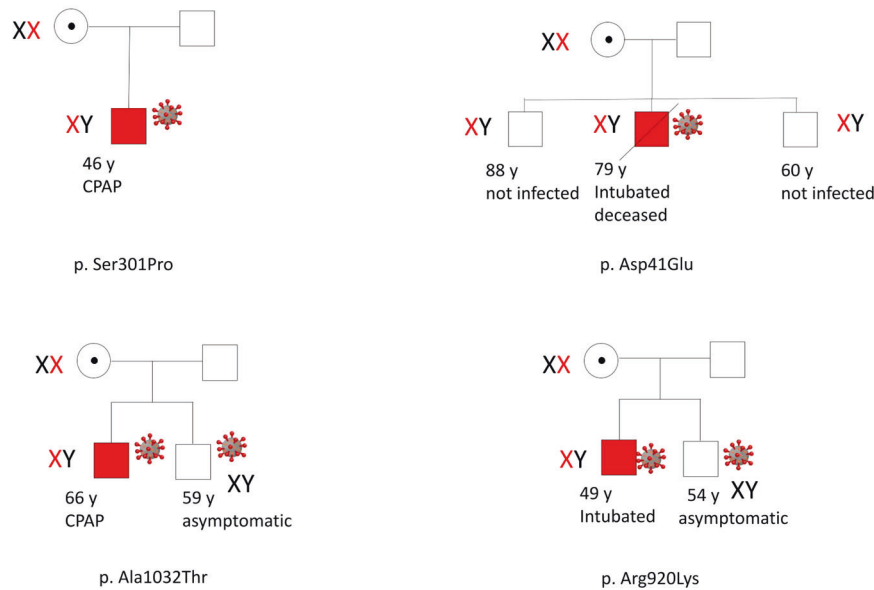 XX
XY
46 y
CPAP
p. Ser301Pro
XX
XY
88 y
not infected
XY
79 y
Intubated
deceased
XY
60 y
not infected
p. Asp41Glu
XX
XY
66 y
CPAP
XY
59 y
asymptomatic
p. Ala1032Thr
XX
XY
49 y
Intubated
XY
54 y
asymptomatic
p. Arg920Lys